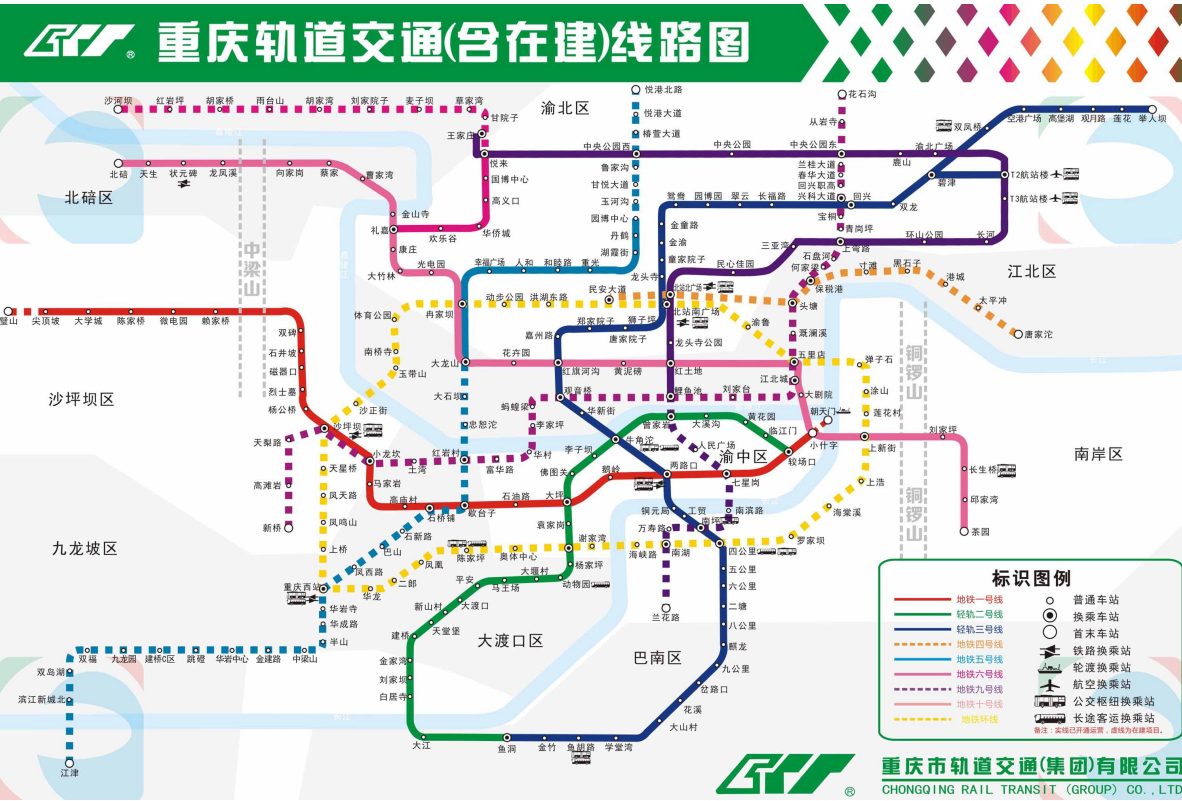 CRT ® 重庆轨道交通(含在建)线路图
沙河坝
红岩坪
胡家桥
雨台山
胡家湾
刘家院子
麦子坝
草家湾
甘院子
王家庄
悦来
国博中心
高义口
华侨城
欢乐谷
渝北区
悦港北路
悦港大道
椿萱大道
中央公园西
中央公园
中央公园东
鲁家沟
甘悦大道
玉河沟
园博中心
丹鹤
湖霞街
花石沟
从岩寺
兰桂大道
春华大道
回兴职高
兴科大道
回兴
宝桐
青岗坪
上湾路
双凤桥
空港广场
高堡湖
观月路
莲花
举人坝
鹿山
渝北广场
碧津
双龙
T2航站楼
T3航站楼
环山公园
长河
北碚
天生
状元碑
龙凤溪
向家岗
蔡家
曹家湾
金山寺
礼嘉
康庄
大竹林
光电园
北碚区
中梁山
鸳鸯
园博园
翠云
长福路
金童路
金渝
童家院子
龙头寺
三亚湾
民心佳园
石盘河
何家梁
保税港
寸滩
黑石子
港城
太平冲
唐家沱
江北区
幸福广场
人和
和睦路
重光
冉家坝
动步公园
洪湖东路
民安大道
北站北广场
北站南广场
头塘
渝鲁
溉澜溪
体育公园
南桥寺
玉带山
郑家院子
狮子坪
嘉州路
唐家院子
龙头寺公园
五里店
弹子石
璧山
尖顶坡
大学城
陈家桥
微电园
赖家桥
双碑
石井坡
磁器口
烈士墓
杨公桥
大龙山
花卉园
红旗河沟
黄泥磅
红土地
江北城
涂山
铜锣山
沙坪坝区
大石坝
观音桥
鲤鱼池
刘家台
大剧院
朝天门
莲花村
沙正街
蚂蝗梁
华新街
沙坪坝
忠恕沱
李家坪
曾家岩
大溪沟
黄花园
临江门
小什字
上新街
刘家坪
天梨路
小龙坎
土湾
红岩村
富华路
华村
李子坝
牛角沱
人民广场
渝中区
较场口
南岸区
长生桥
天星桥
马家岩
佛图关
鹅岭
两路口
七星岗
上浩
邱家湾
高滩岩
凤天路
高庙村
石桥铺
歇台子
石油路
大坪
铜元局
工贸
南滨路
海棠溪
铜锣山
新桥
凤鸣山
石新路
袁家岗
万寿路
南坪
罗家坝
茶园
九龙坡区
上桥
巴山
陈家坪
奥体中心
谢家湾
海峡路
南湖
四公里
凤西路
凤凰
二郎
华龙
重庆西站
杨家坪
动物园
大堰村
马王场
平安
大渡口
新山村
天堂堡
建桥
五公里
六公里
二塘
八公里
麒龙
九公里
岔路口
花溪
大山村
兰花路
华岩寺
华成路
半山
大渡口区
巴南区
双福
九龙园
建桥C区
跳磴
华岩中心
金建路
中梁山
双岛湖
滨江新城北
江津
金家湾
刘家坝
白居寺
大江
鱼洞
金竹
鱼胡路
学堂湾
标识图例
地铁一号线
轻轨二号线
轻轨三号线
地铁四号线
地铁五号线
地铁六号线
地铁九号线
地铁十号线
地铁环线
普通车站
换乘车站
首末车站
铁路换乘站
轮渡换乘站
航空换乘站
公交枢纽换乘站
长途客运换乘站
备注:实线已开通运营,虚线为在建项目。
CRT ®
重庆市轨道交通(集团)有限公司
CHONGQING RAIL TRANSIT (GROUP) CO.,LTD